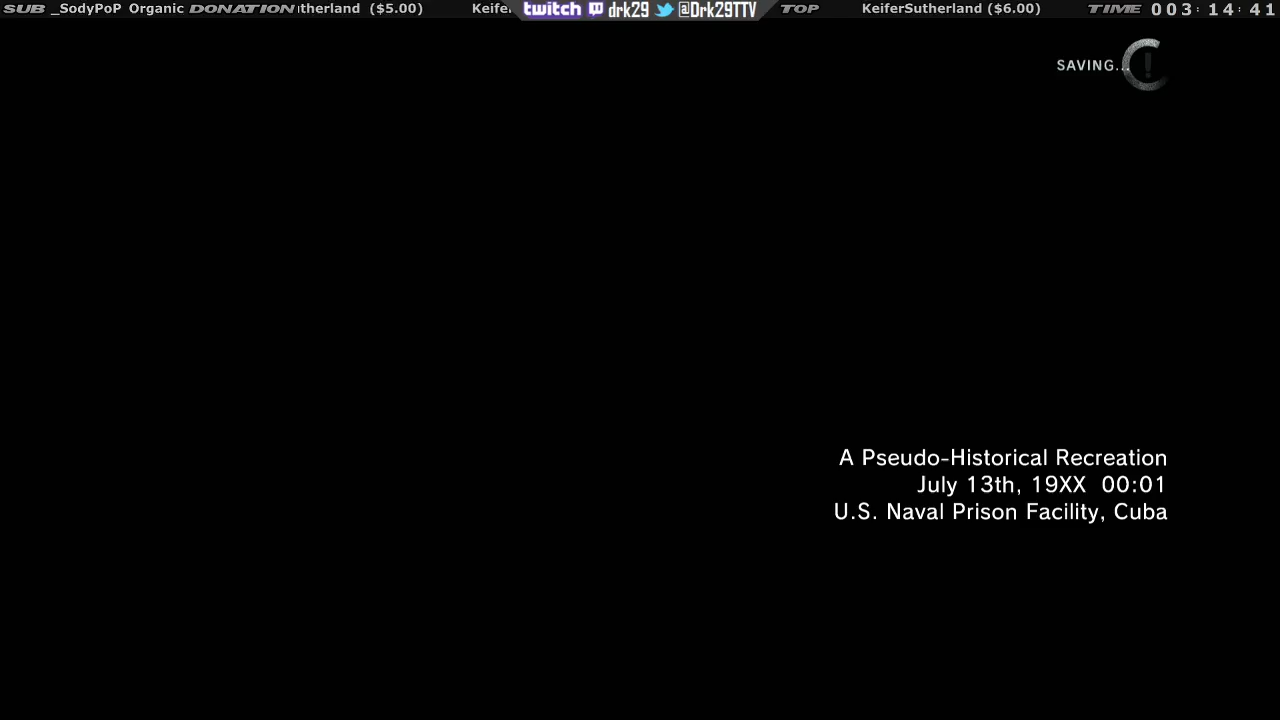 SUB _SodyPoP Organic DONATION therland ($5.00) Keife twitch drk29 @Drk29TTV TOP KeiferSutherland ($6.00) TIME 003:14:41
SAVING...
A Pseudo-Historical Recreation
July 13th, 19XX 00:01
U.S. Naval Prison Facility, Cuba